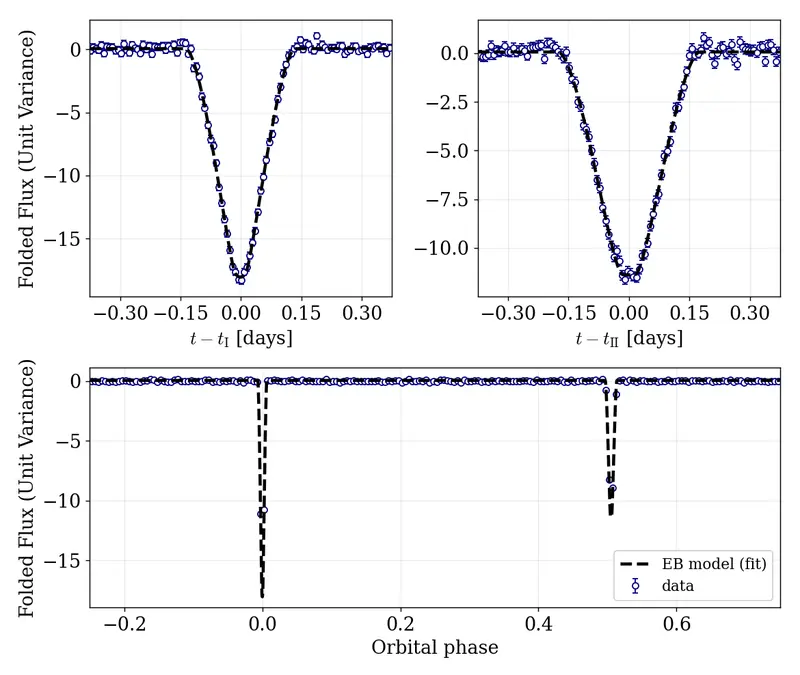 Folded Flux (Unit Variance)
0
−5
−10
−15
−0.30 −0.15 0.00 0.15 0.30
t − tI [days]
0.0
−2.5
−5.0
−7.5
−10.0
−0.30 −0.15 0.00 0.15 0.30
t − tII [days]
Folded Flux (Unit Variance)
0
−5
−10
−15
−0.2 0.0 0.2 0.4 0.6
Orbital phase
EB model (fit)
data